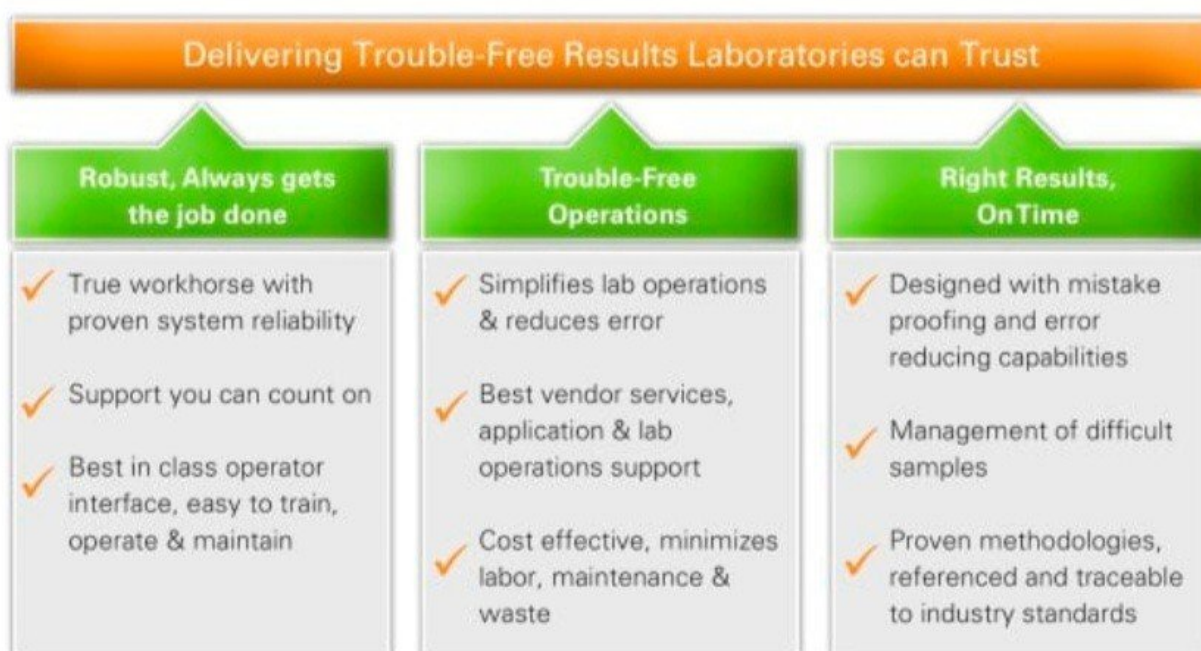 Delivering Trouble-Free Results Laboratories can Trust
Robust, Always gets
the job done
True workhorse with
proven system reliability
Support you can count on
Best in class operator
interface, easy to train,
operate & maintain
Trouble-Free
Operations
Simplifies lab operations
& reduces error
Best vendor services,
application & lab
operations support
Cost effective, minimizes
labor, maintenance &
waste
Right Results,
On Time
Designed with mistake
proofing and error
reducing capabilities
Management of difficult
samples
Proven methodologies,
referenced and traceable
to industry standards